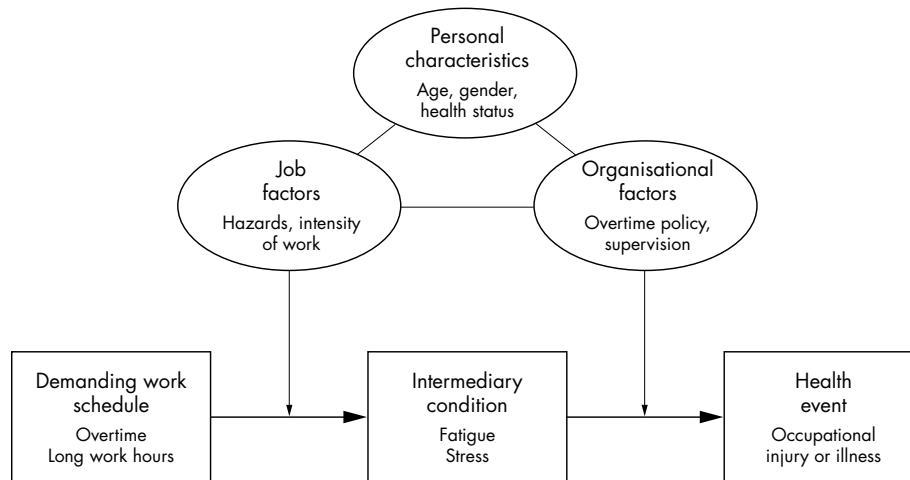 Personal
characteristics
Age, gender,
health status
Job
factors
Hazards, intensity
of work
Organisational
factors
Overtime policy,
supervision
Demanding work
schedule
Overtime
Long work hours
Intermediary
condition
Fatigue
Stress
Health
event
Occupational
injury or illness